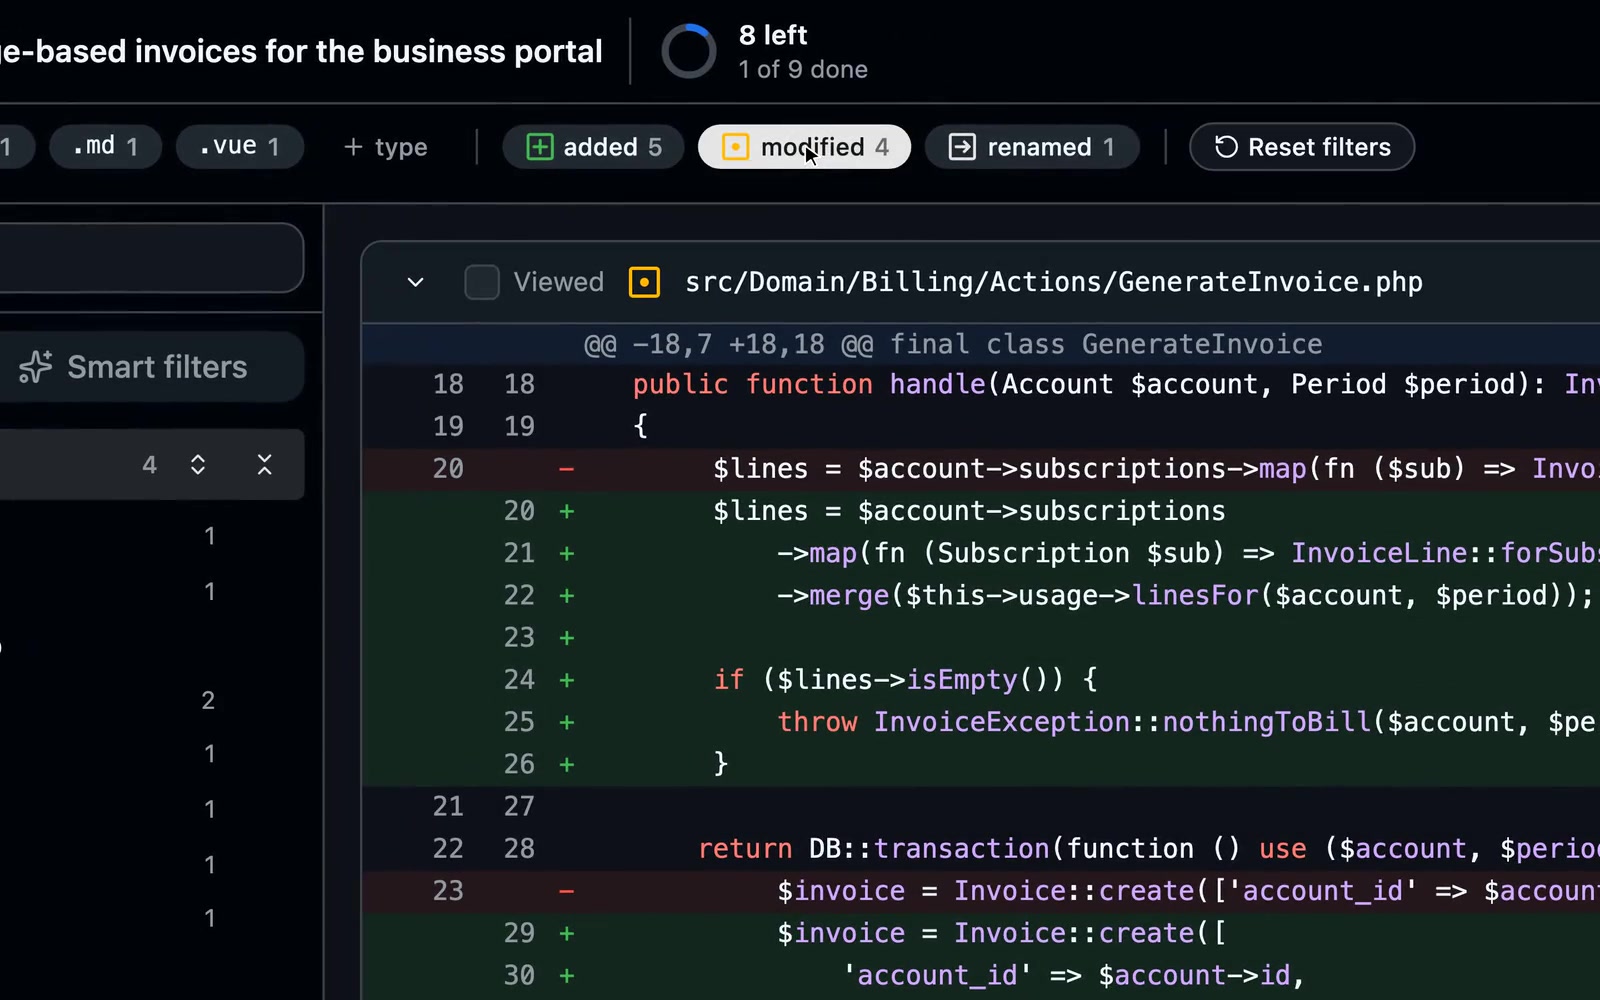 ge-based invoices for the business portal
8 left
1 of 9 done
1 .md 1 .vue 1 + type added 5 modified 4 renamed 1 Reset filters
Viewed src/Domain/Billing/Actions/GenerateInvoice.php
Smart filters
4
1
1
2
1
1
1
1
@@ -18,7 +18,18 @@ final class GenerateInvoice
18 18 public function handle(Account $account, Period $period): In
19 19 {
20 - $lines = $account->subscriptions->map(fn ($sub) => Invo
20 + $lines = $account->subscriptions
21 + ->map(fn (Subscription $sub) => InvoiceLine::forSubs
22 + ->merge($this->usage->linesFor($account, $period));
23 +
24 + if ($lines->isEmpty()) {
25 + throw InvoiceException::nothingToBill($account, $pe
26 + }
21 27
22 28 return DB::transaction(function () use ($account, $perio
23 - $invoice = Invoice::create(['account_id' => $account
29 + $invoice = Invoice::create([
30 + 'account_id' => $account->id,